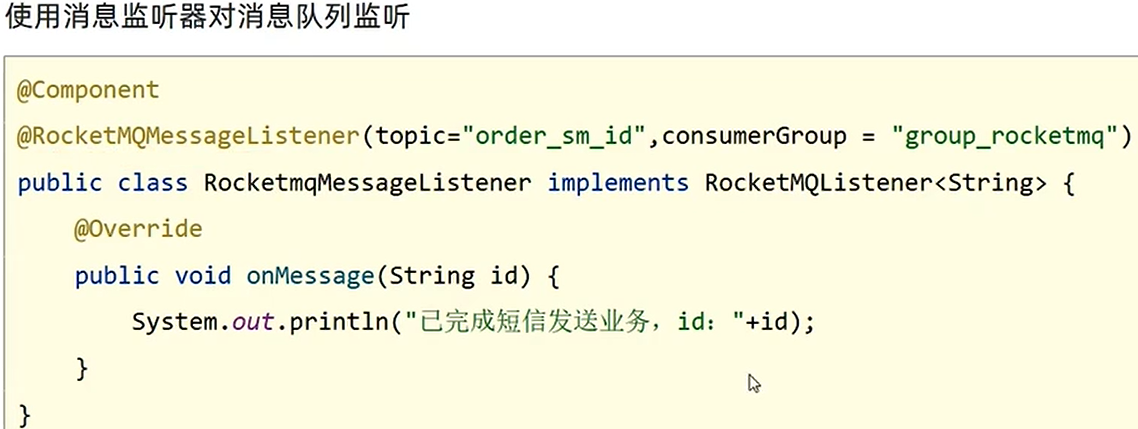 使用消息监听器对消息队列监听
@Component
@RocketMQMessageListener(topic="order_sm_id",consumerGroup = "group_rocketmq")
public class RocketmqMessageListener implements RocketMQListener<String> {
    @Override
    public void onMessage(String id) {
        System.out.println("已完成短信发送业务，id："+id);
    }
}